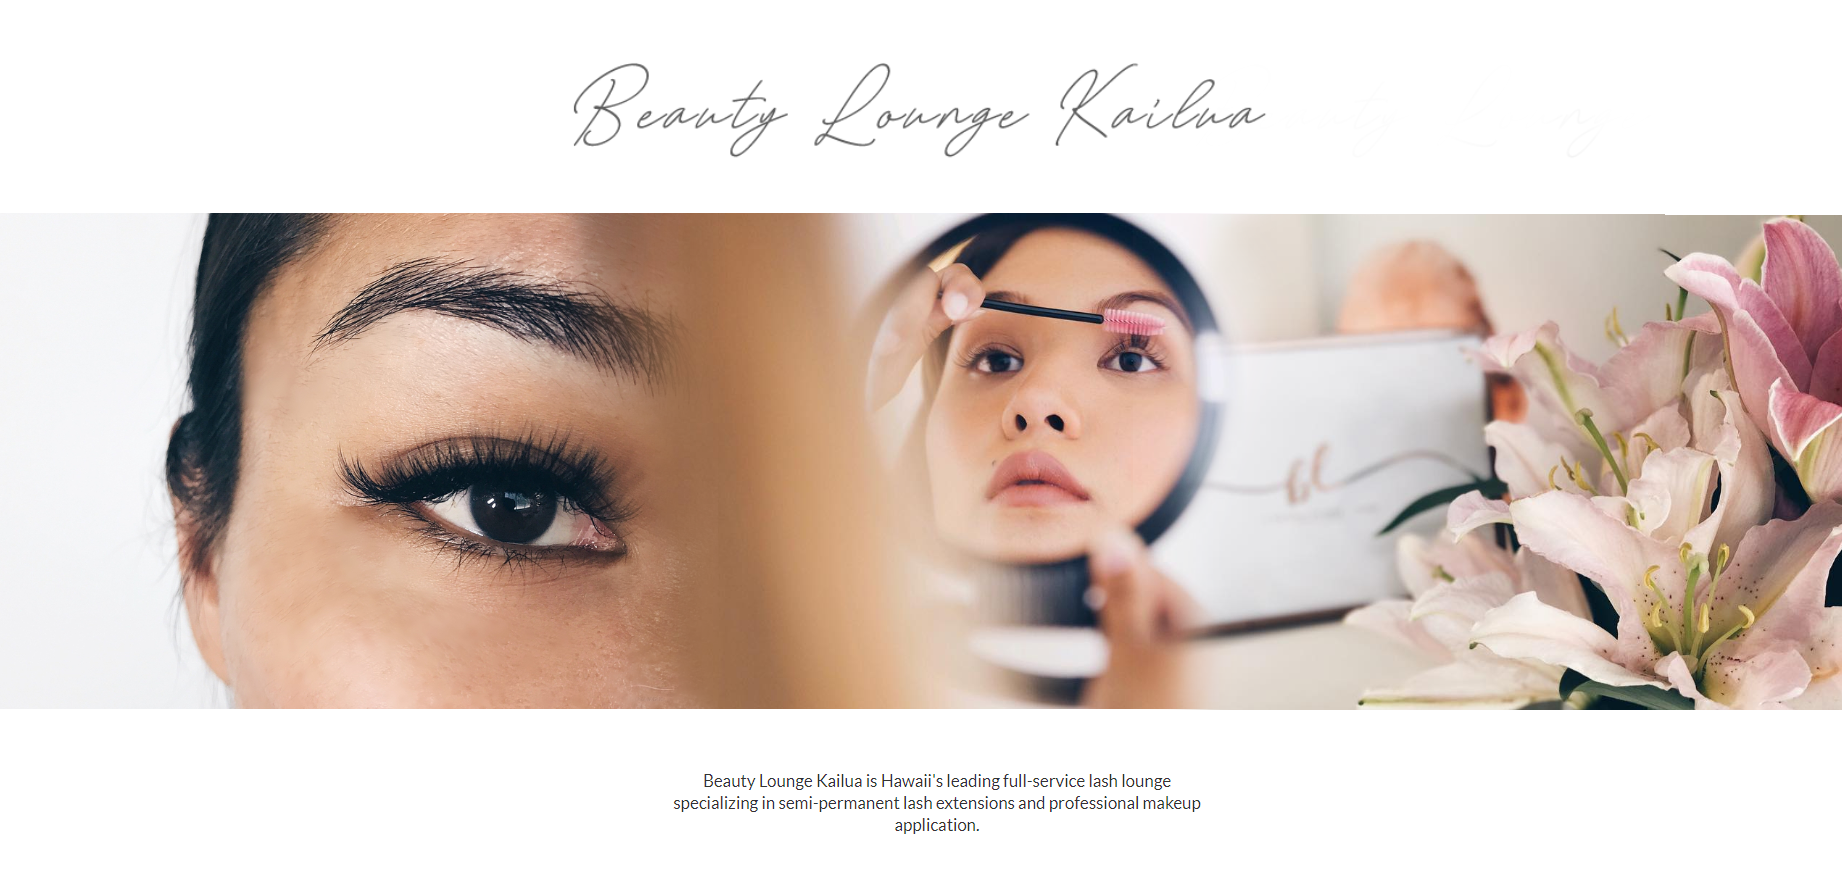 Beauty Lounge Kailua
bl
Beauty Lounge Kailua is Hawaii's leading full-service lash lounge
specializing in semi-permanent lash extensions and professional makeup
application.